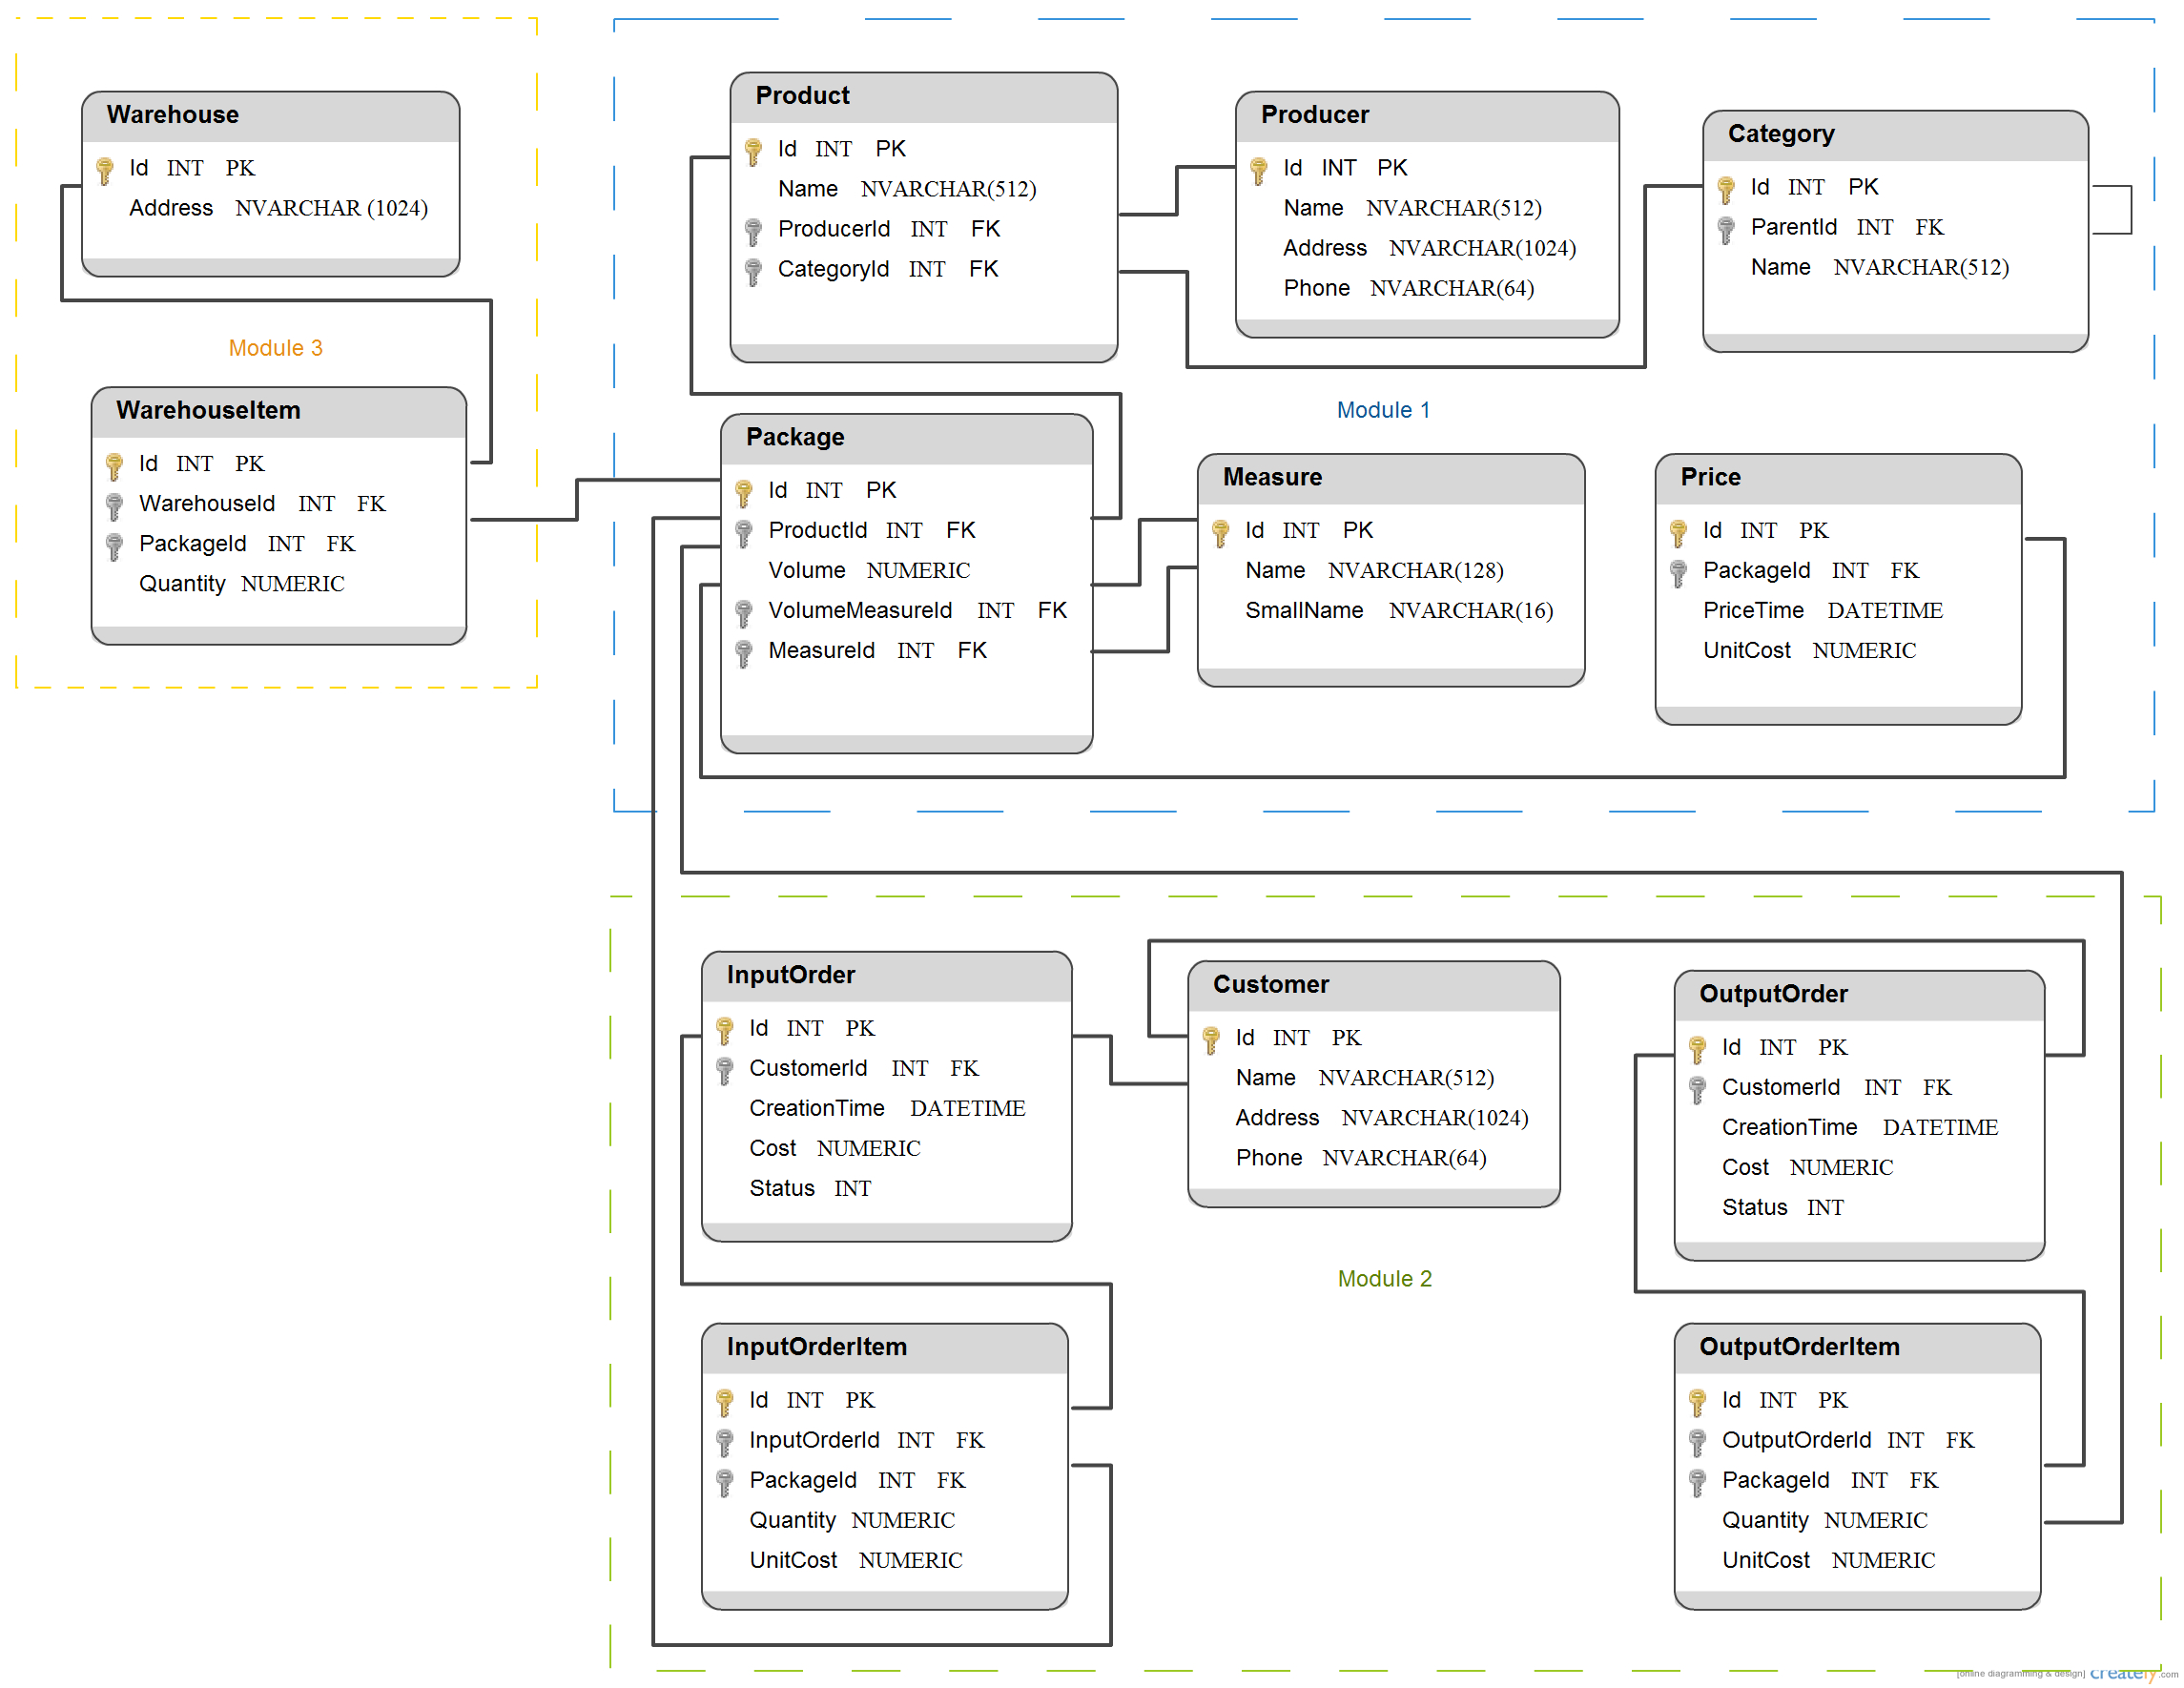 Warehouse
Id INT PK
Address NVARCHAR (1024)
Module 3
WarehouseItem
Id INT PK
WarehouseId INT FK
PackageId INT FK
Quantity NUMERIC
Product
Id INT PK
Name NVARCHAR(512)
ProducerId INT FK
CategoryId INT FK
Producer
Id INT PK
Name NVARCHAR(512)
Address NVARCHAR(1024)
Phone NVARCHAR(64)
Category
Id INT PK
ParentId INT FK
Name NVARCHAR(512)
Module 1
Package
Id INT PK
ProductId INT FK
Volume NUMERIC
VolumeMeasureId INT FK
MeasureId INT FK
Measure
Id INT PK
Name NVARCHAR(128)
SmallName NVARCHAR(16)
Price
Id INT PK
PackageId INT FK
PriceTime DATETIME
UnitCost NUMERIC
InputOrder
Id INT PK
CustomerId INT FK
CreationTime DATETIME
Cost NUMERIC
Status INT
Customer
Id INT PK
Name NVARCHAR(512)
Address NVARCHAR(1024)
Phone NVARCHAR(64)
OutputOrder
Id INT PK
CustomerId INT FK
CreationTime DATETIME
Cost NUMERIC
Status INT
Module 2
InputOrderItem
Id INT PK
InputOrderId INT FK
PackageId INT FK
Quantity NUMERIC
UnitCost NUMERIC
OutputOrderItem
Id INT PK
OutputOrderId INT FK
PackageId INT FK
Quantity NUMERIC
UnitCost NUMERIC
[online diagramming & design] creately.com